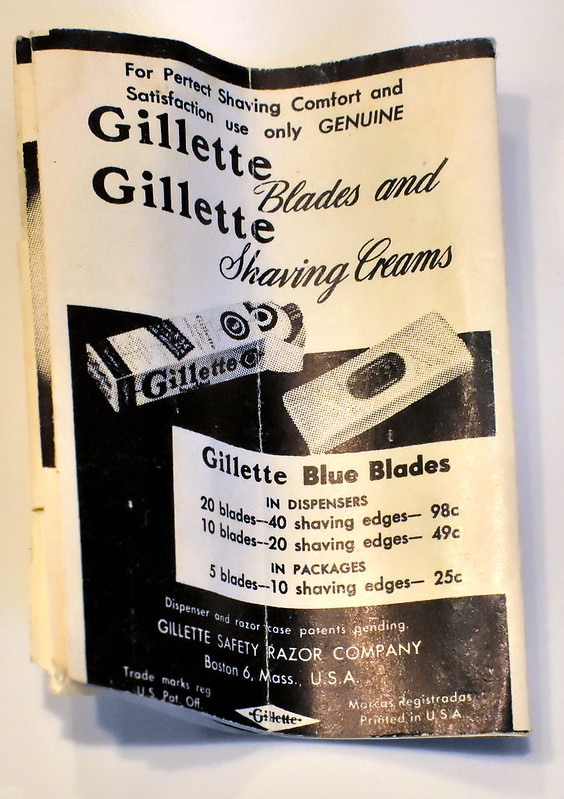 For Perfect Shaving Comfort and
Satisfaction use only GENUINE
Gillette Blades and
Gillette Shaving Creams
Gillette
Gillette Blue Blades
IN DISPENSERS
20 blades--40 shaving edges— 98c
10 blades--20 shaving edges— 49c
IN PACKAGES
5 blades—10 shaving edges— 25c
Dispenser and razor case patents pending.
GILLETTE SAFETY RAZOR COMPANY
Boston 6, Mass., U.S.A.
Trade marks reg
U.S. Pat. Off.
Gillette
Marcas Registradas
Printed in U.S.A